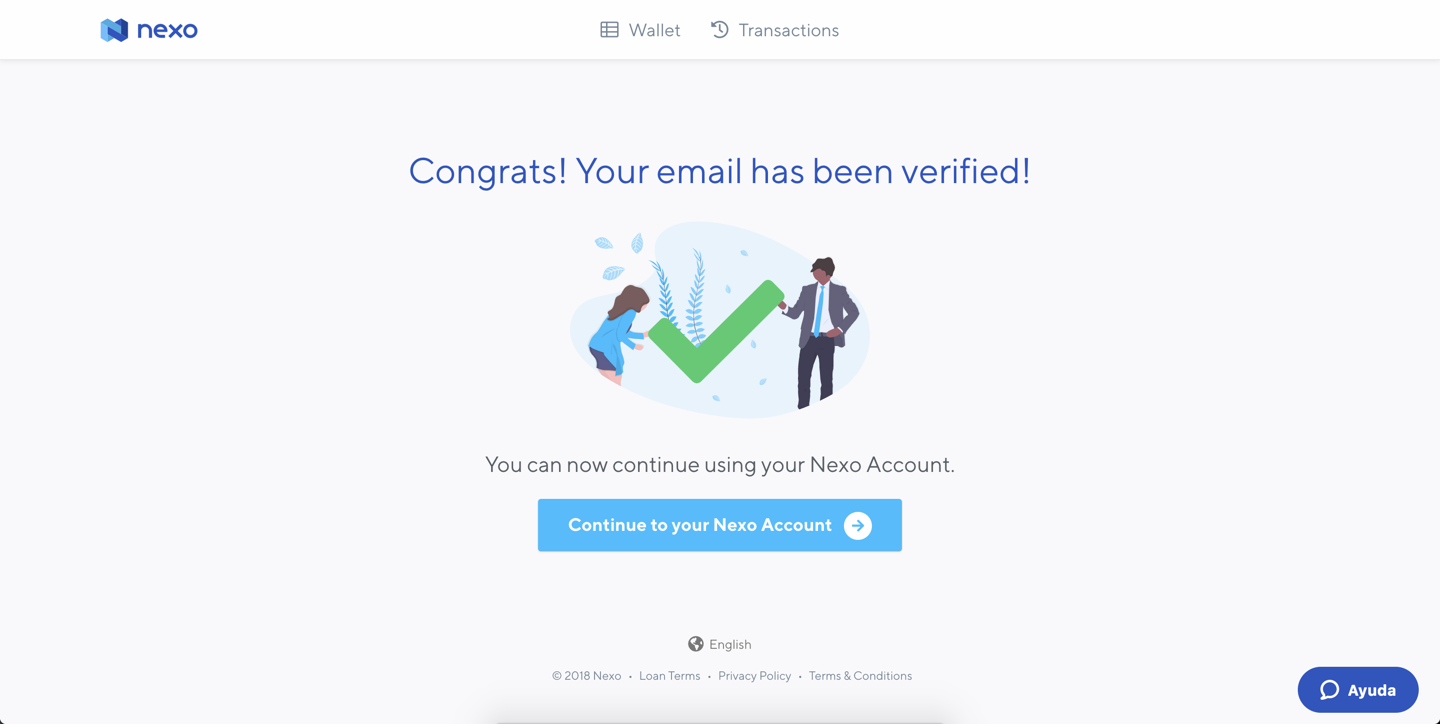 nexo
Wallet
Transactions
Congrats! Your email has been verified!
You can now continue using your Nexo Account.
Continue to your Nexo Account
English
© 2018 Nexo • Loan Terms • Privacy Policy • Terms & Conditions
Ayuda